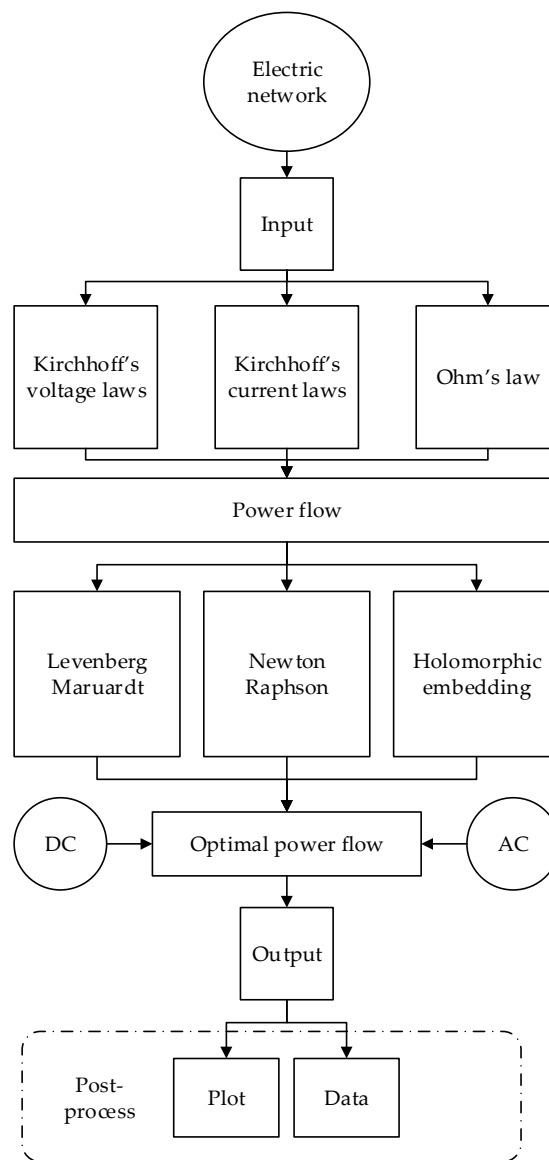 Electric
network
Input
Kirchhoff's
voltage laws
Kirchhoff's
current laws
Ohm's law
Power flow
Levenberg
Maruardt
Newton
Raphson
Holomorphic
embedding
DC
Optimal power flow
AC
Output
Post-
process
Plot
Data